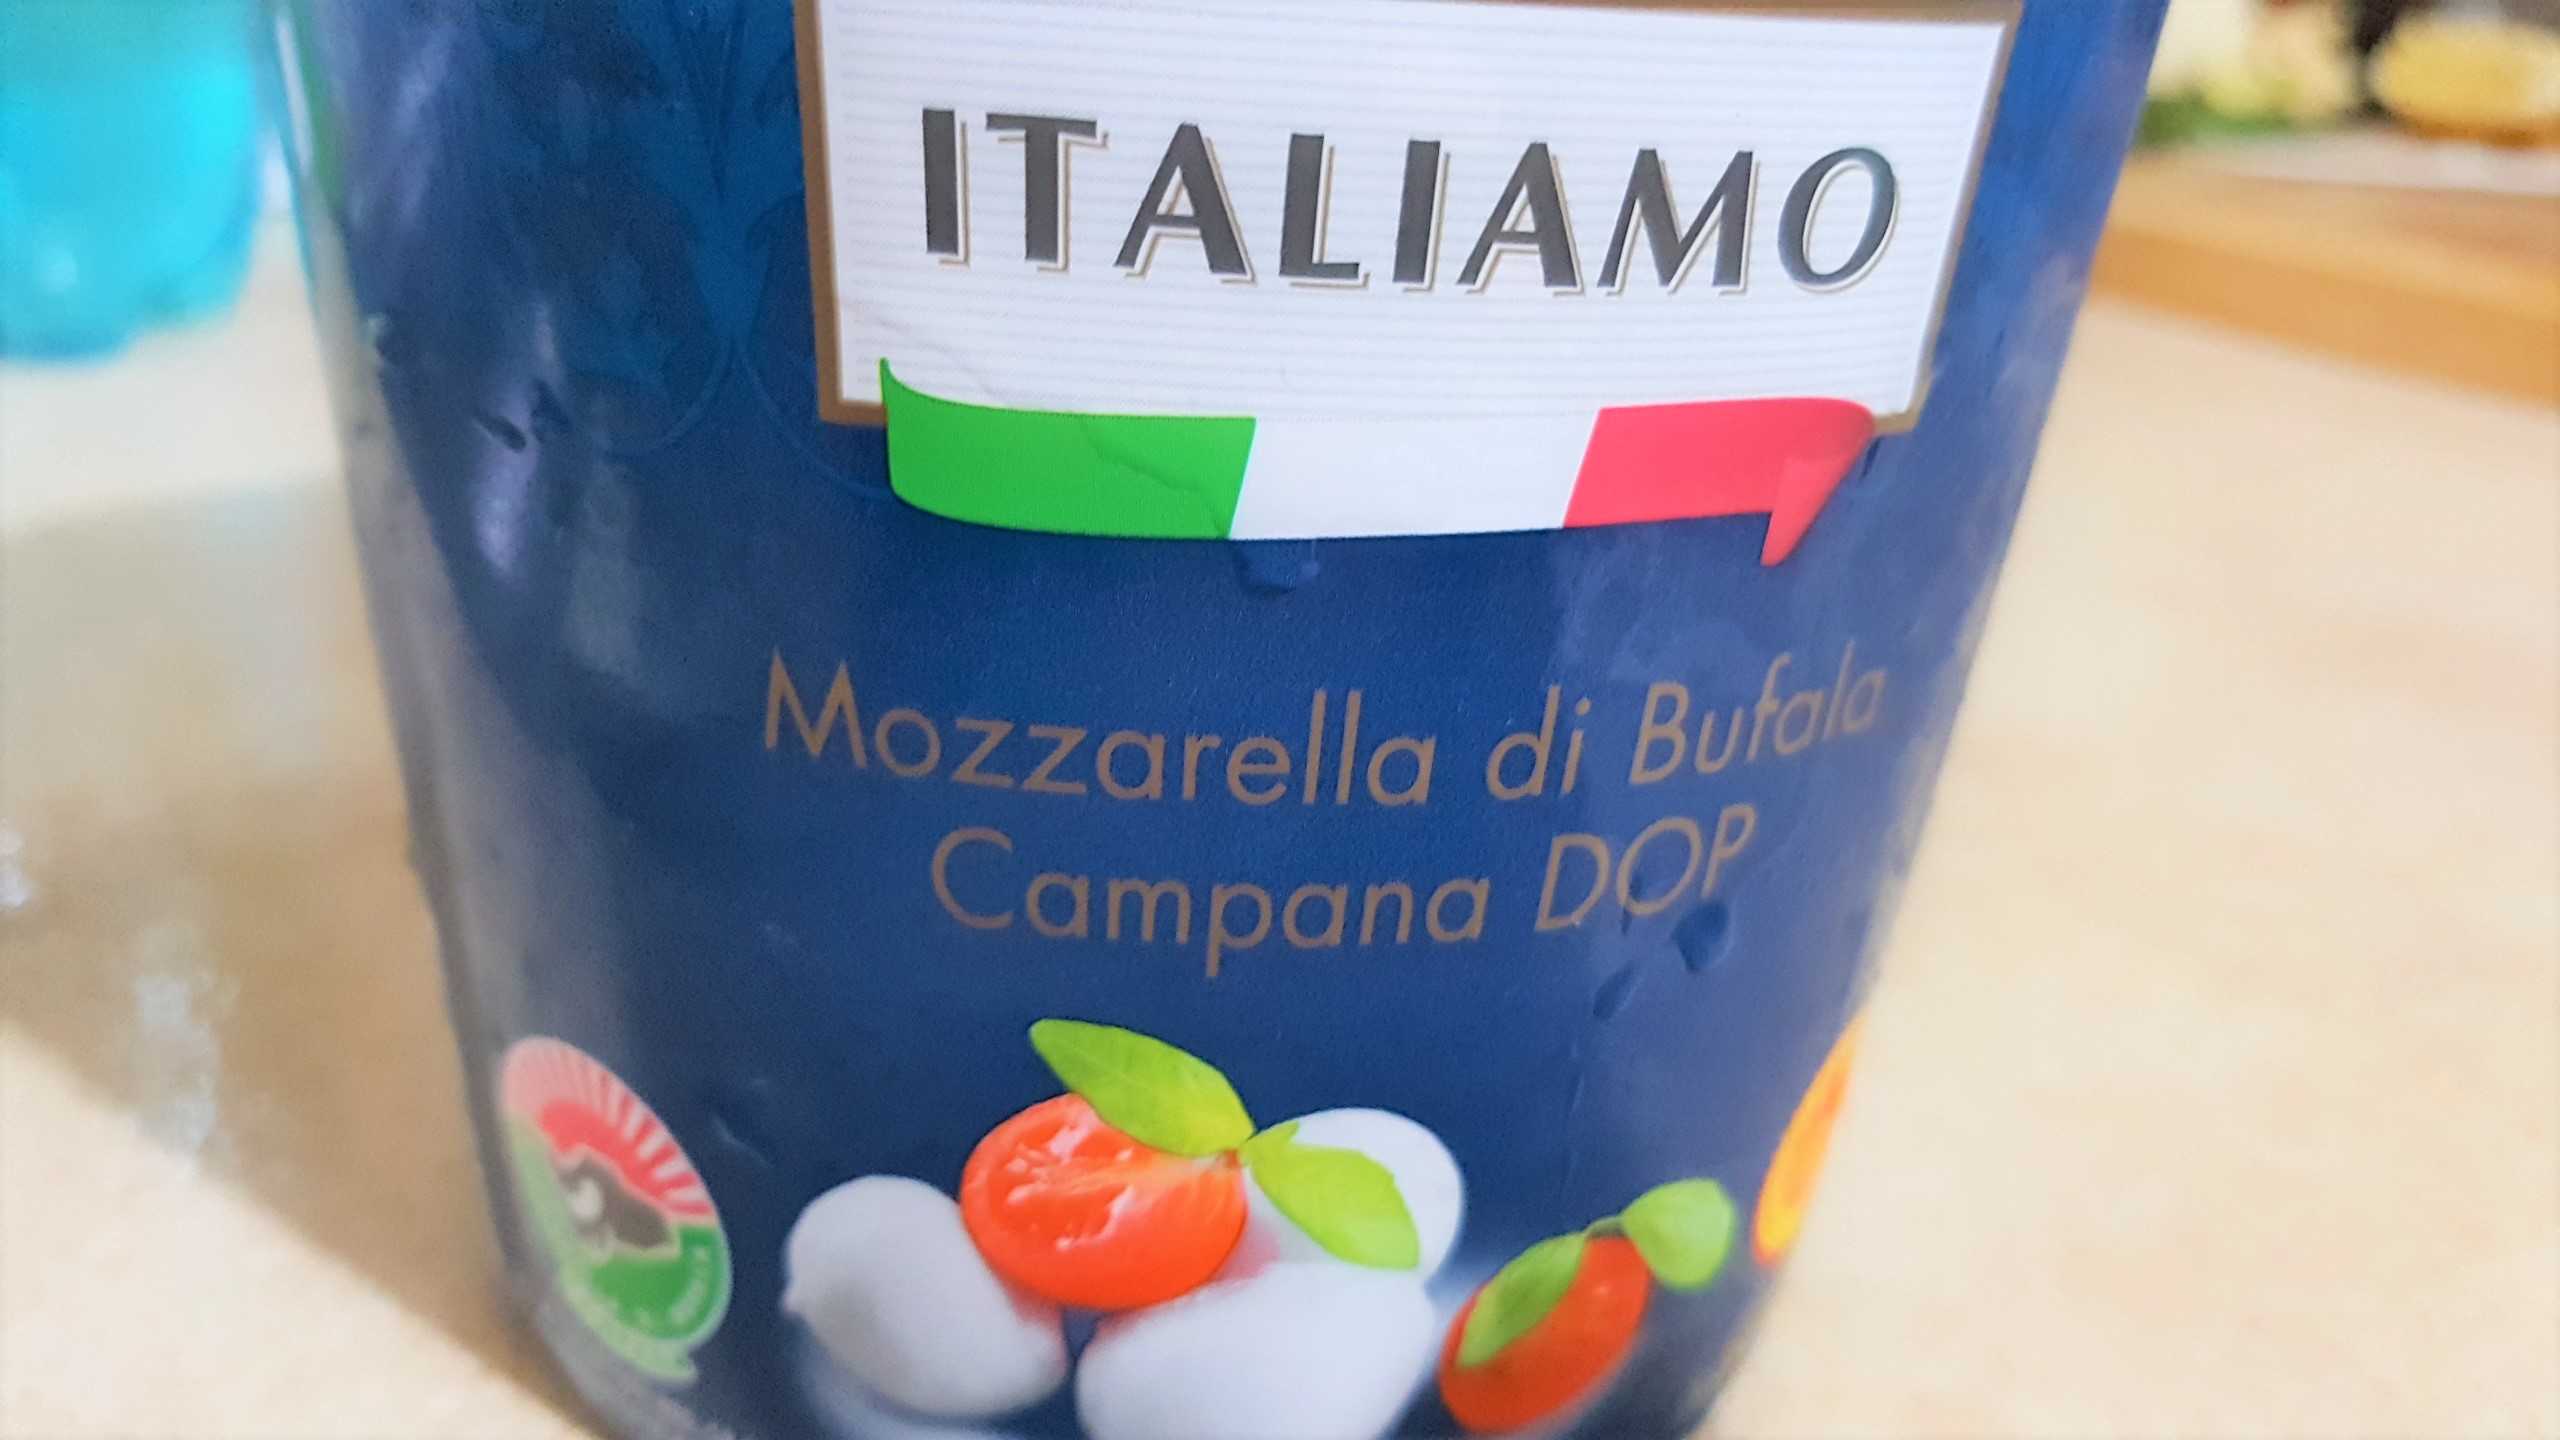 ITALIAMO
Mozzarella di Bufala
Campana DOP